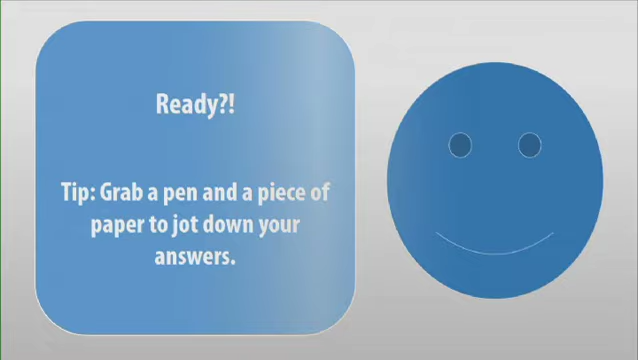 Ready?!
Tip: Grab a pen and a piece of
paper to jot down your
answers.